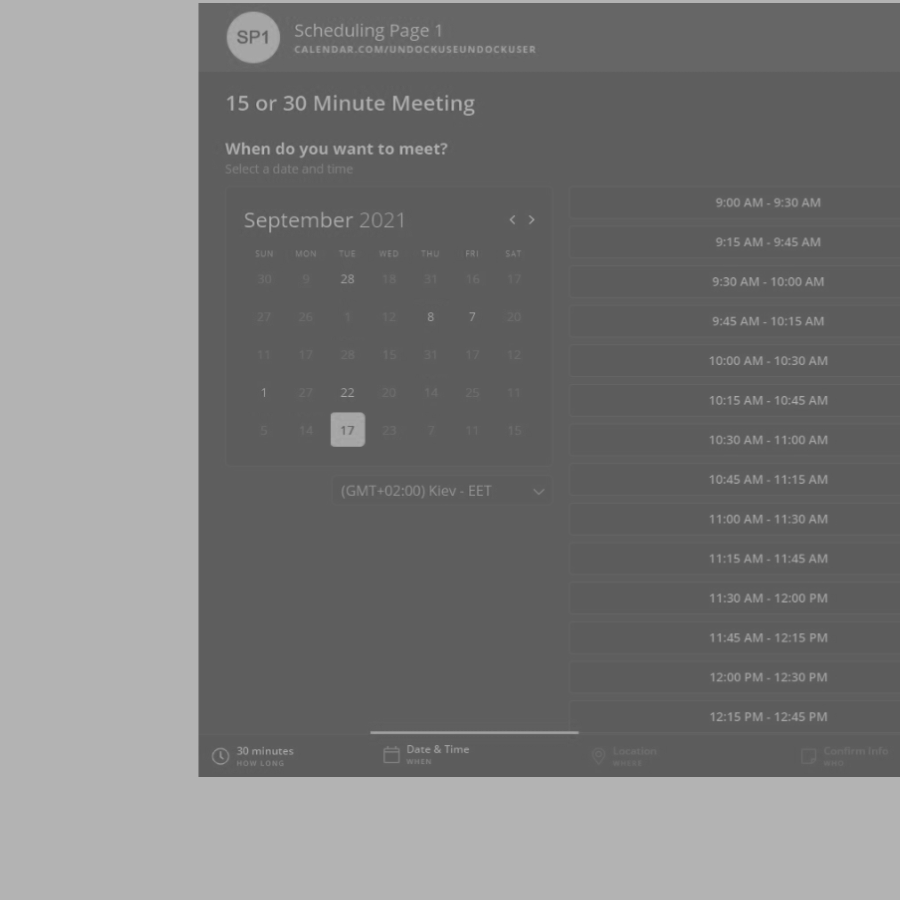 SP1
Scheduling Page 1
CALENDAR.COM/UNDOCKUSEUNDOCKUSER
15 or 30 Minute Meeting
When do you want to meet?
Select a date and time
September 2021
SUN MON TUE WED THU FRI SAT
30 9 28 18 31 16 17
27 26 1 12 8 7 20
11 17 28 15 31 17 12
1 27 22 20 14 25 11
5 14 17 23 7 11 15
(GMT+02:00) Kiev - EET
9:00 AM - 9:30 AM
9:15 AM - 9:45 AM
9:30 AM - 10:00 AM
9:45 AM - 10:15 AM
10:00 AM - 10:30 AM
10:15 AM - 10:45 AM
10:30 AM - 11:00 AM
10:45 AM - 11:15 AM
11:00 AM - 11:30 AM
11:15 AM - 11:45 AM
11:30 AM - 12:00 PM
11:45 AM - 12:15 PM
12:00 PM - 12:30 PM
12:15 PM - 12:45 PM
30 minutes
HOW LONG
Date & Time
WHEN
Location
WHERE
Confirm Info
WHO